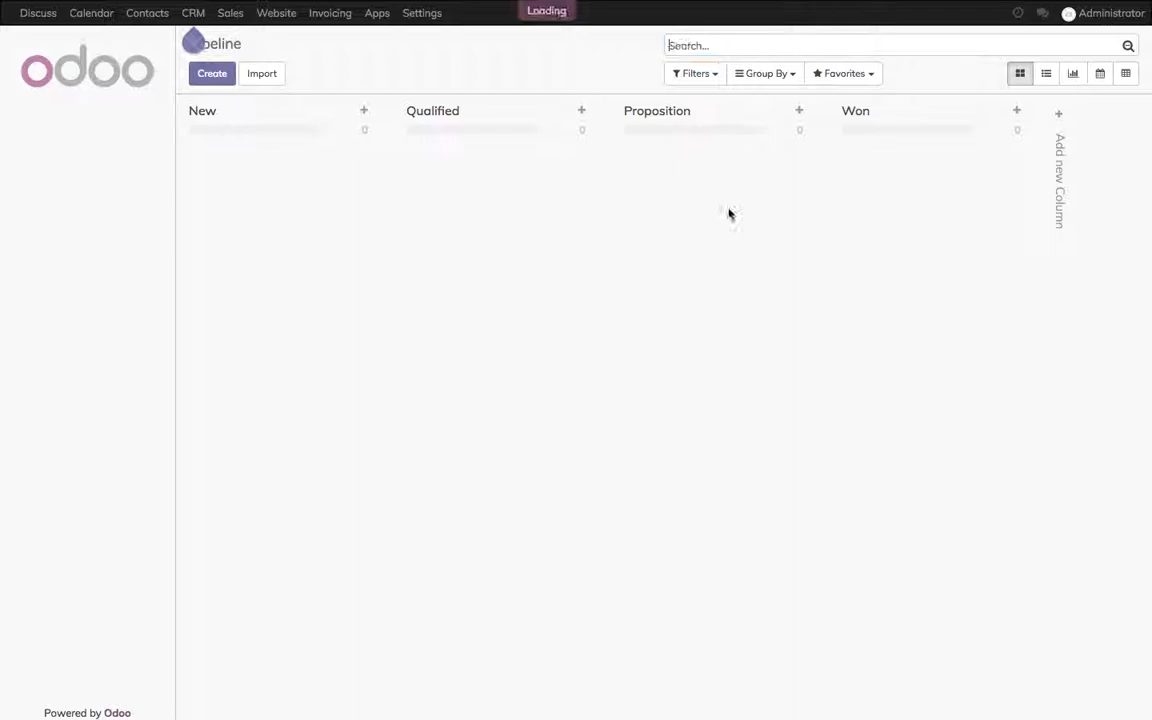 Discuss Calendar Contacts CRM Sales Website Invoicing Apps Settings Loading Administrator
odoo
peline
Search...
Create Import Filters Group By Favorites
New 0
Qualified 0
Proposition 0
Won 0
Add new Column
Powered by Odoo